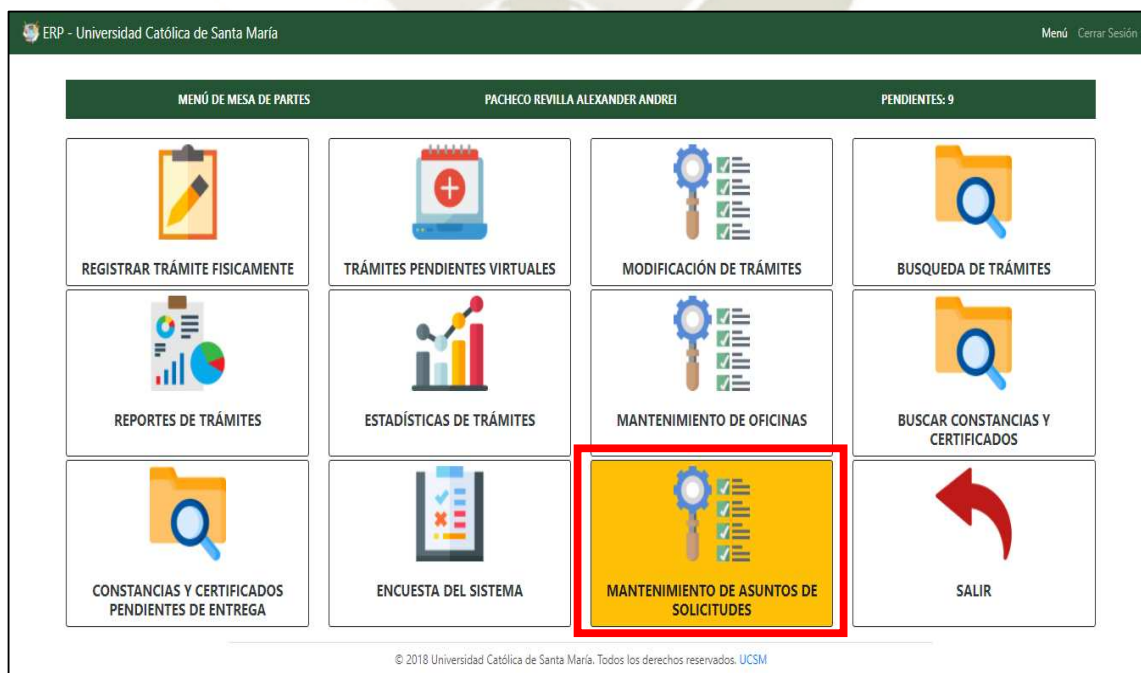 ERP - Universidad Católica de Santa María
Menú Cerrar Sesión
MENÚ DE MESA DE PARTES
PACHECO REVILLA ALEXANDER ANDREI
PENDIENTES: 9
REGISTRAR TRÁMITE FISICAMENTE
TRÁMITES PENDIENTES VIRTUALES
MODIFICACIÓN DE TRÁMITES
BUSQUEDA DE TRÁMITES
REPORTES DE TRÁMITES
ESTADÍSTICAS DE TRÁMITES
MANTENIMIENTO DE OFICINAS
BUSCAR CONSTANCIAS Y
CERTIFICADOS
CONSTANCIAS Y CERTIFICADOS
PENDIENTES DE ENTREGA
ENCUESTA DEL SISTEMA
MANTENIMIENTO DE ASUNTOS DE
SOLICITUDES
SALIR
© 2018 Universidad Católica de Santa María. Todos los derechos reservados. UCSM